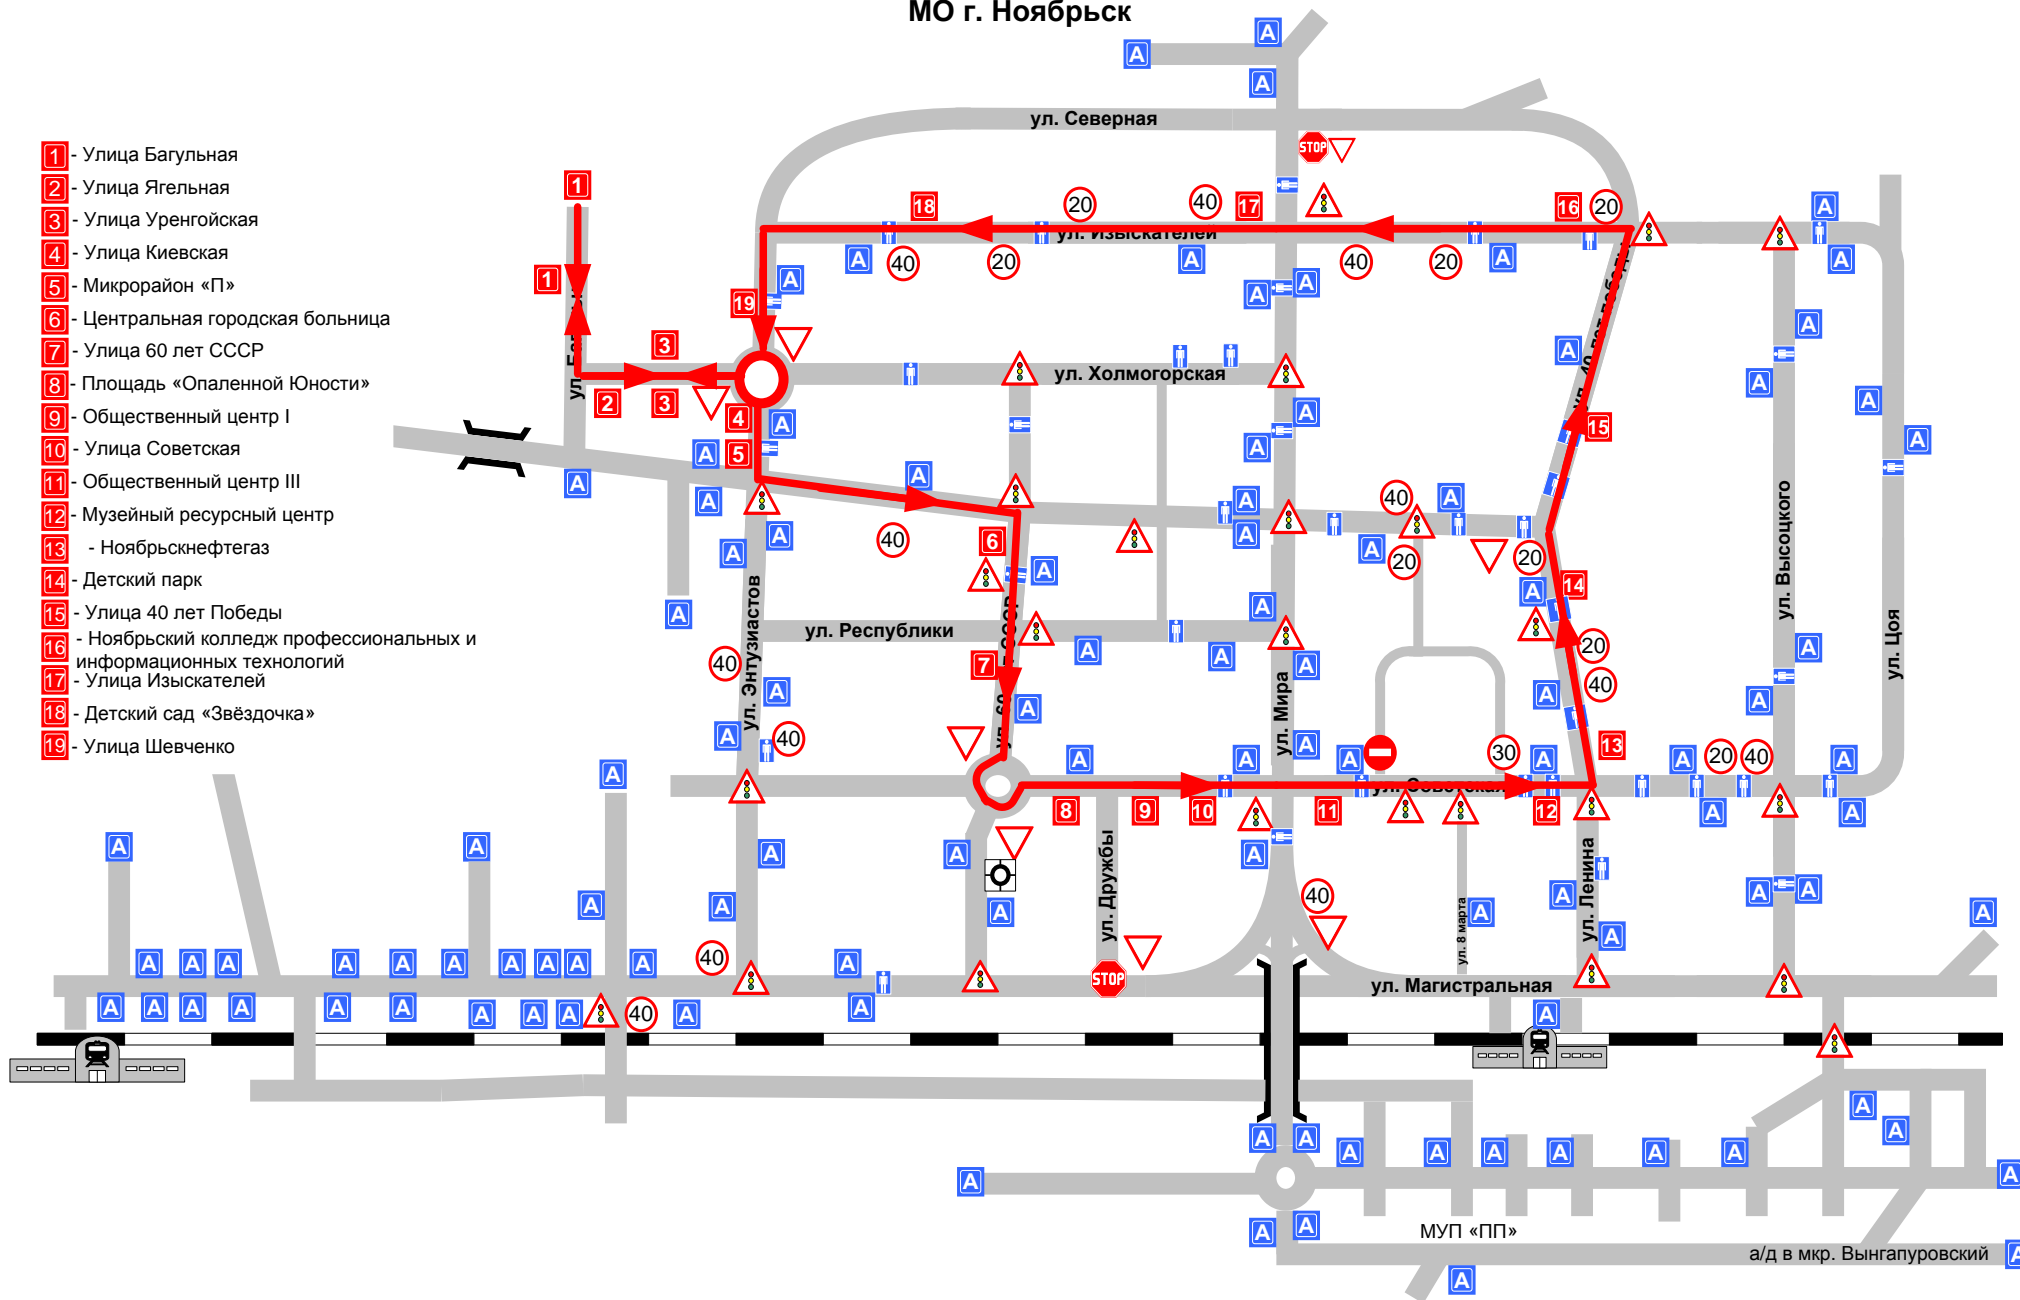 МО г. Ноябрьск
1 - Улица Багульная
2 - Улица Ягельная
3 - Улица Уренгойская
4 - Улица Киевская
5 - Микрорайон «П»
6 - Центральная городская больница
7 - Улица 60 лет СССР
8 - Площадь «Опаленной Юности»
9 - Общественный центр I
10 - Улица Советская
11 - Общественный центр III
12 - Музейный ресурсный центр
13 - Ноябрьскнефтегаз
14 - Детский парк
15 - Улица 40 лет Победы
16 - Ноябрьский колледж профессиональных и
информационных технологий
17 - Улица Изыскателей
18 - Детский сад «Звёздочка»
19 - Улица Шевченко
ул. Северная
STOP
ул. Изыскателей
ул. Холмогорская
ул. Республики
ул. Энтузиастов
ул. Мира
ул. Высоцкого
ул. Цоя
ул. Советская
ул. Дружбы
ул. 8 марта
ул. Ленина
STOP
ул. Магистральная
МУП «ПП»
а/д в мкр. Вынгапуровский